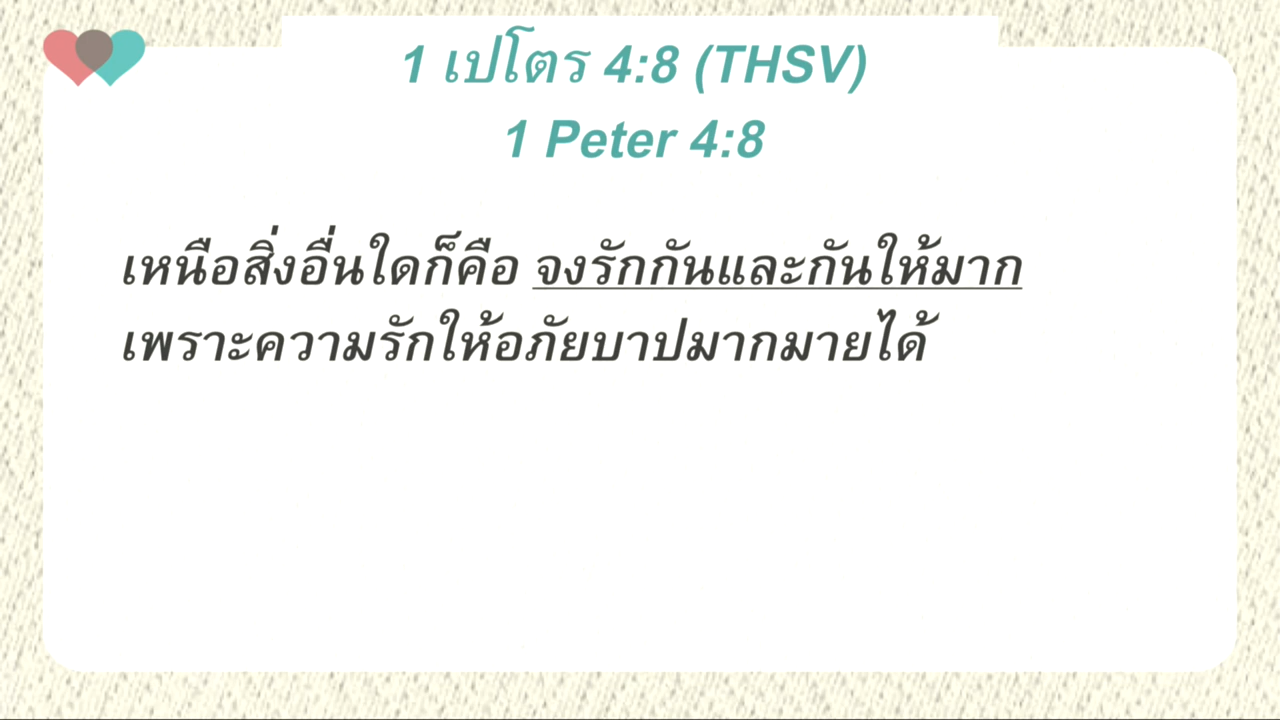 1 เปโตร 4:8 (THSV)
1 Peter 4:8
เหนือสิ่งอื่นใดก็คือ จงรักกันและกันให้มาก
เพราะความรักให้อภัยบาปมากมายได้